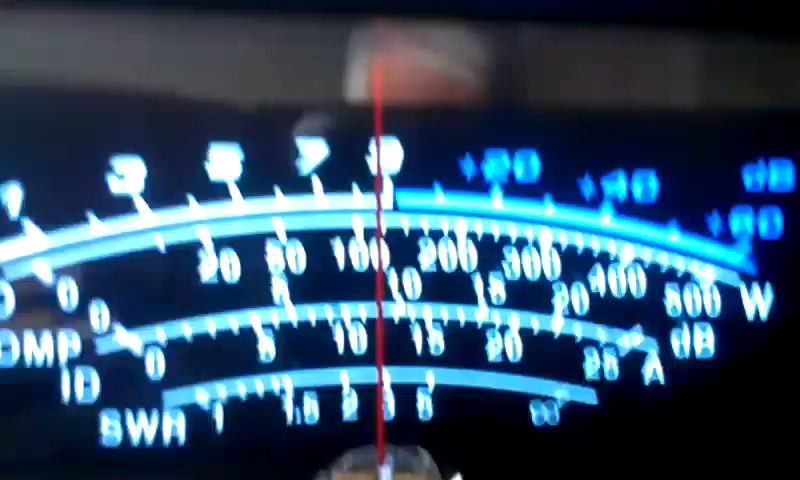 1 3 5 7 9 +20 +40 +60 dB
0 20 50 100 200 300 400 500 W
0 5 10 15 20 dB
ID 0 5 10 15 20 25 A
SWR 1 1.5 2 3 5 ∞